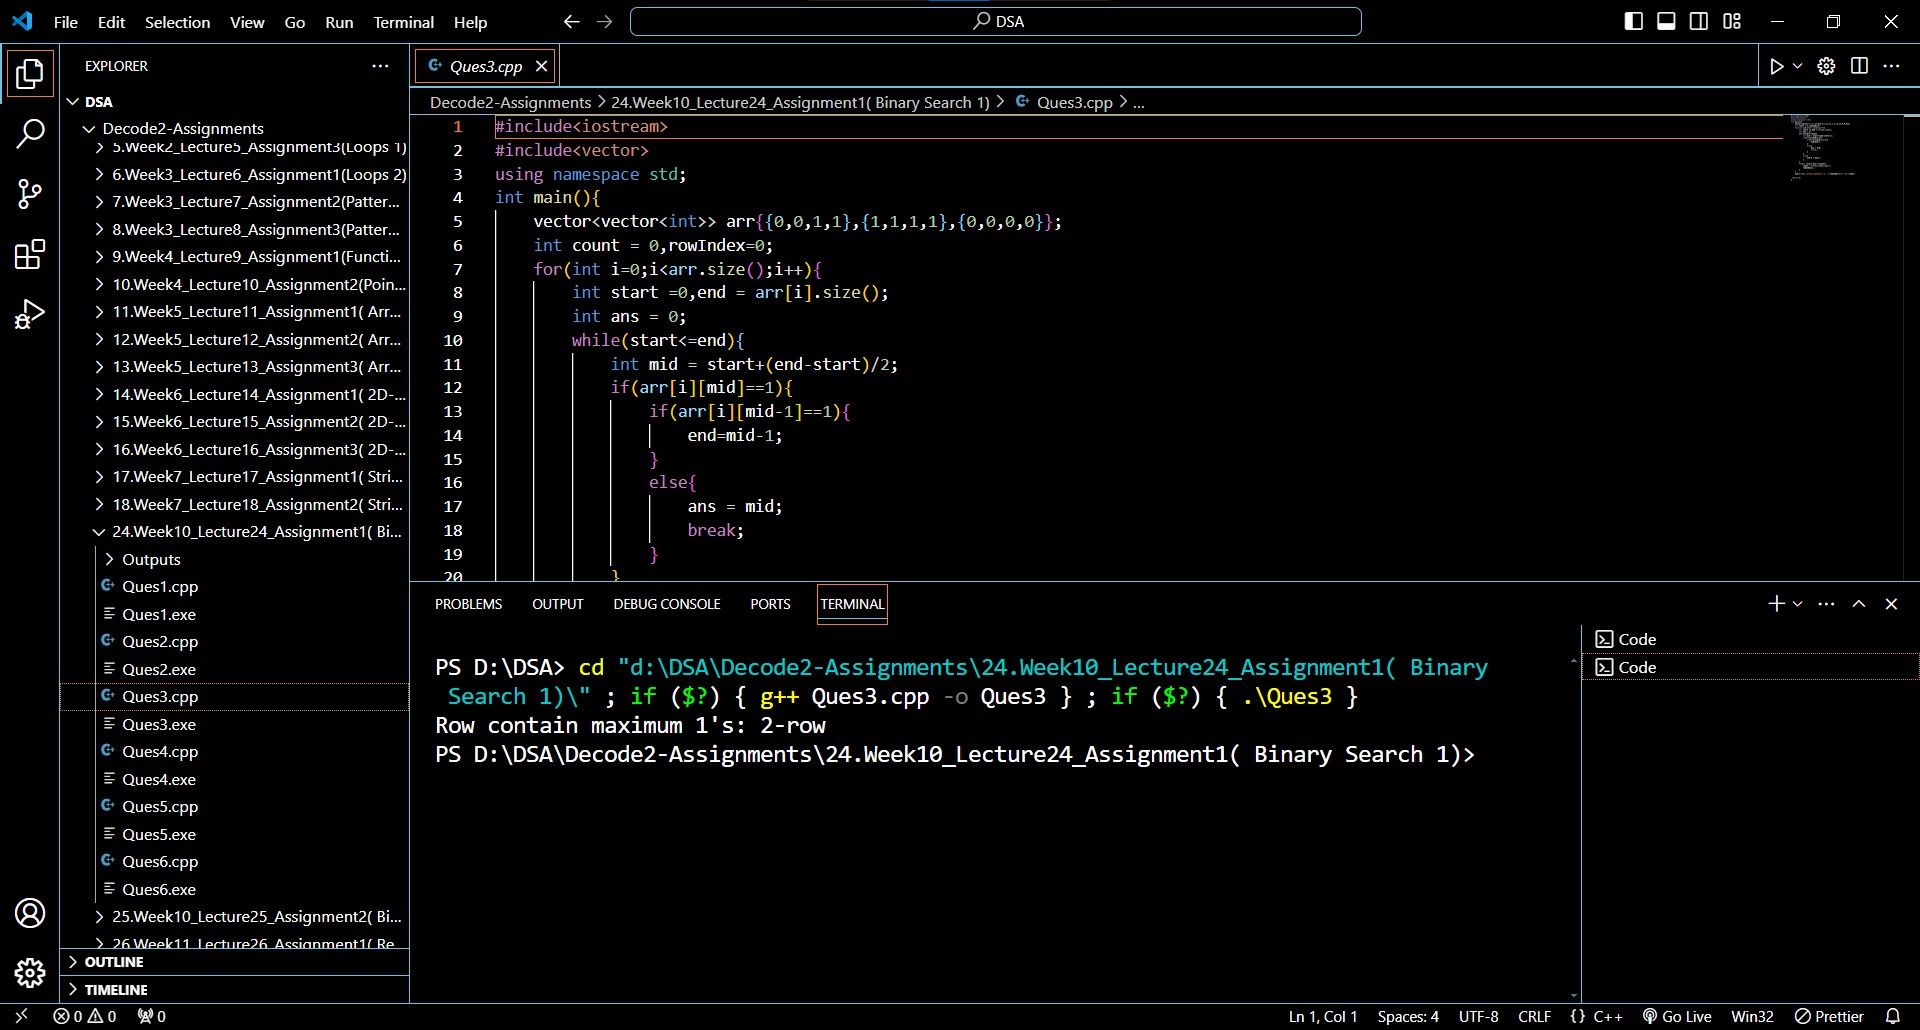 File Edit Selection View Go Run Terminal Help
DSA
EXPLORER
DSA
Decode2-Assignments
5.Week2_Lecture5_Assignment3(Loops 1)
6.Week3_Lecture6_Assignment1(Loops 2)
7.Week3_Lecture7_Assignment2(Patter...
8.Week3_Lecture8_Assignment3(Patter...
9.Week4_Lecture9_Assignment1(Functi...
10.Week4_Lecture10_Assignment2(Poin...
11.Week5_Lecture11_Assignment1( Arr...
12.Week5_Lecture12_Assignment2( Arr...
13.Week5_Lecture13_Assignment3( Arr...
14.Week6_Lecture14_Assignment1( 2D-...
15.Week6_Lecture15_Assignment2( 2D-...
16.Week6_Lecture16_Assignment3( 2D-...
17.Week7_Lecture17_Assignment1( Stri...
18.Week7_Lecture18_Assignment2( Stri...
24.Week10_Lecture24_Assignment1( Bi...
Outputs
Ques1.cpp
Ques1.exe
Ques2.cpp
Ques2.exe
Ques3.cpp
Ques3.exe
Ques4.cpp
Ques4.exe
Ques5.cpp
Ques5.exe
Ques6.cpp
Ques6.exe
25.Week10_Lecture25_Assignment2( Bi...
26.Week11_Lecture26_Assignment1( Re...
OUTLINE
TIMELINE
Ques3.cpp
Decode2-Assignments > 24.Week10_Lecture24_Assignment1( Binary Search 1) > Ques3.cpp > ...
1 #include<iostream>
2 #include<vector>
3 using namespace std;
4 int main(){
5 vector<vector<int>> arr{{0,0,1,1},{1,1,1,1},{0,0,0,0}};
6 int count = 0,rowIndex=0;
7 for(int i=0;i<arr.size();i++){
8 int start =0,end = arr[i].size();
9 int ans = 0;
10 while(start<=end){
11 int mid = start+(end-start)/2;
12 if(arr[i][mid]==1){
13 if(arr[i][mid-1]==1){
14 end=mid-1;
15 }
16 else{
17 ans = mid;
18 break;
19 }
20 }
PROBLEMS OUTPUT DEBUG CONSOLE PORTS TERMINAL
PS D:\DSA> cd "d:\DSA\Decode2-Assignments\24.Week10_Lecture24_Assignment1( Binary
Search 1)\" ; if ($?) { g++ Ques3.cpp -o Ques3 } ; if ($?) { .\Ques3 }
Row contain maximum 1's: 2-row
PS D:\DSA\Decode2-Assignments\24.Week10_Lecture24_Assignment1( Binary Search 1)>
Code
Code
0 0 0 Ln 1, Col 1 Spaces: 4 UTF-8 CRLF {} C++ Go Live Win32 Prettier